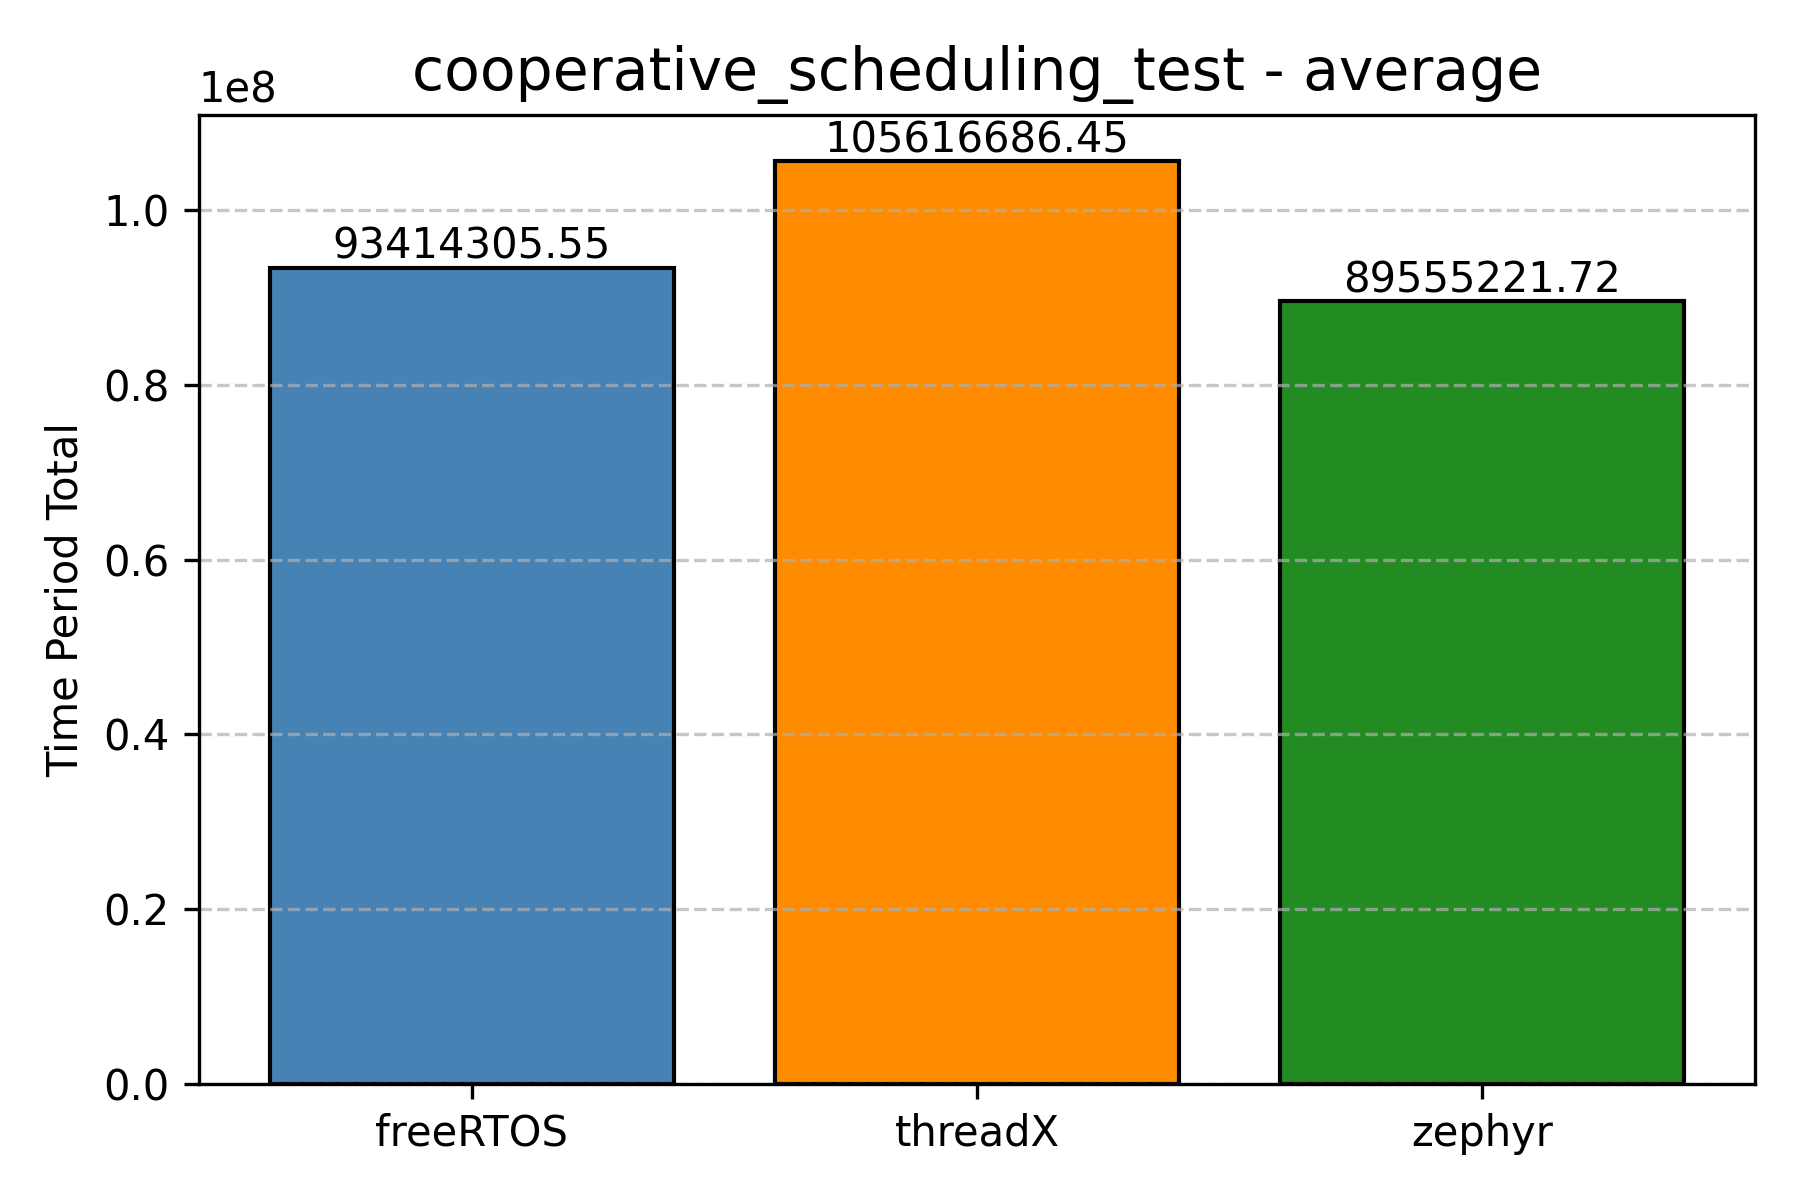 cooperative_scheduling_test - average
1e8
105616686.45
93414305.55
89555221.72
1.0
0.8
0.6
0.4
0.2
0.0
Time Period Total
freeRTOS
threadX
zephyr